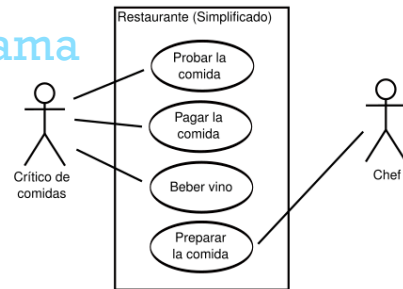 ama
Restaurante (Simplificado)
Probar la
comida
Pagar la
comida
Beber vino
Preparar
la comida
Crítico de
comidas
Chef